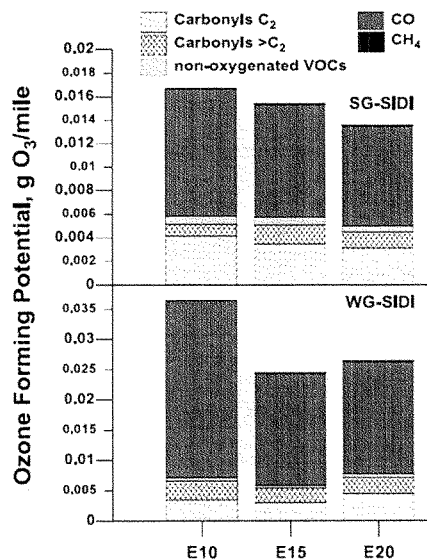 Carbonyls C2
Carbonyls >C2
non-oxygenated VOCs
CO
CH4
Ozone Forming Potential, g O3/mile
0.02
0.018
0.016
0.014
0.012
0.01
0.008
0.006
0.004
0.002
0
SG-SIDI
0.035
0.03
0.025
0.02
0.015
0.01
0.005
0
WG-SIDI
E10
E15
E20